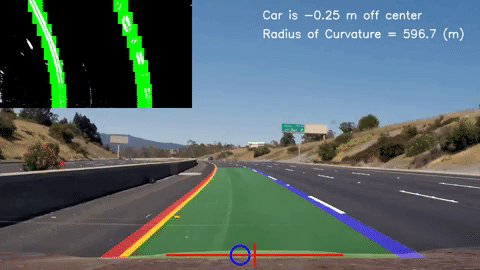 Car is −0.25 m off center
Radius of Curvature = 596.7 (m)